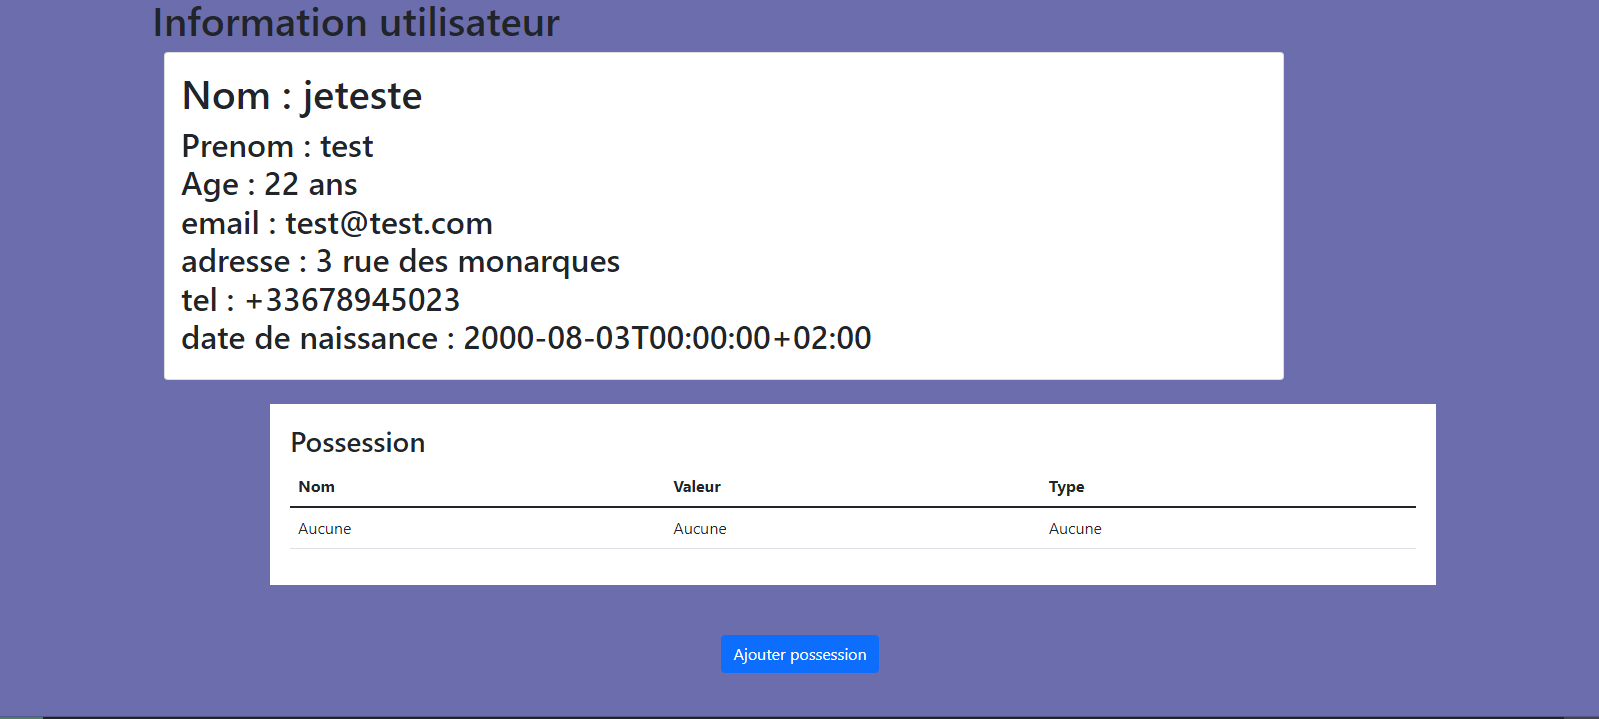 Information utilisateur
Nom : jeteste
Prenom : test
Age : 22 ans
email : test@test.com
adresse : 3 rue des monarques
tel : +33678945023
date de naissance : 2000-08-03T00:00:00+02:00
Possession
Nom Valeur Type
Aucune Aucune Aucune
Ajouter possession